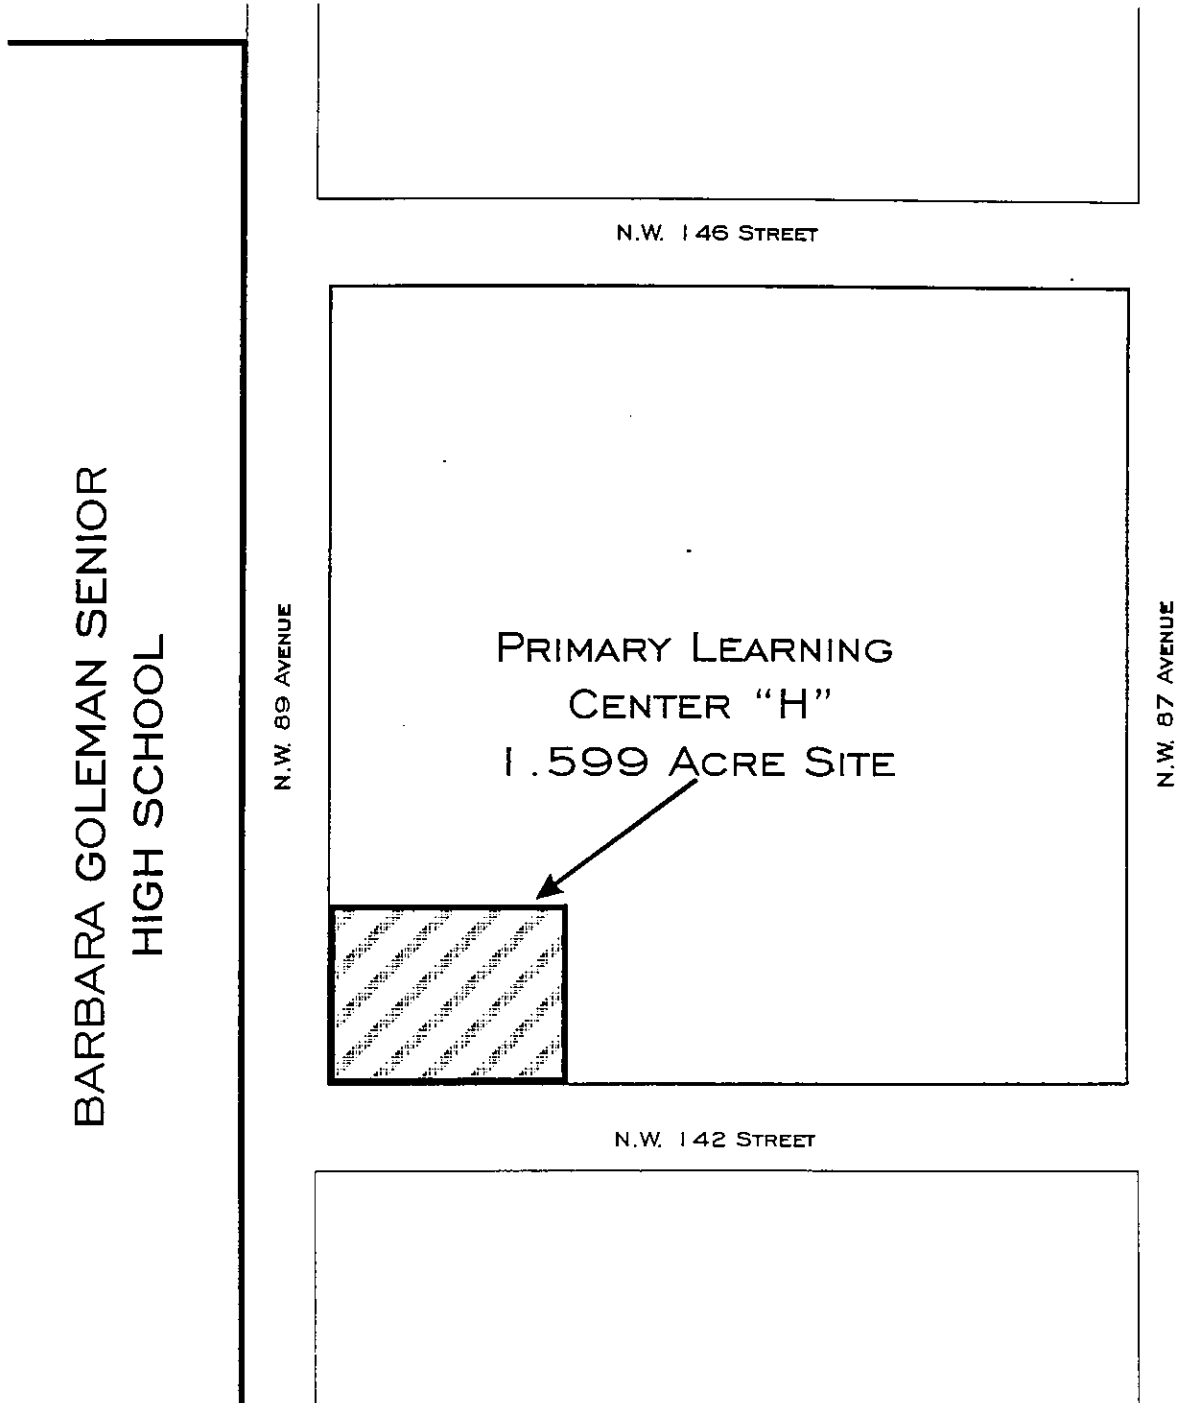 N.W. 146 STREET
BARBARA GOLEMAN SENIOR
HIGH SCHOOL
N.W. 89 AVENUE
PRIMARY LEARNING
CENTER "H"
1.599 ACRE SITE
N.W. 87 AVENUE
N.W. 142 STREET